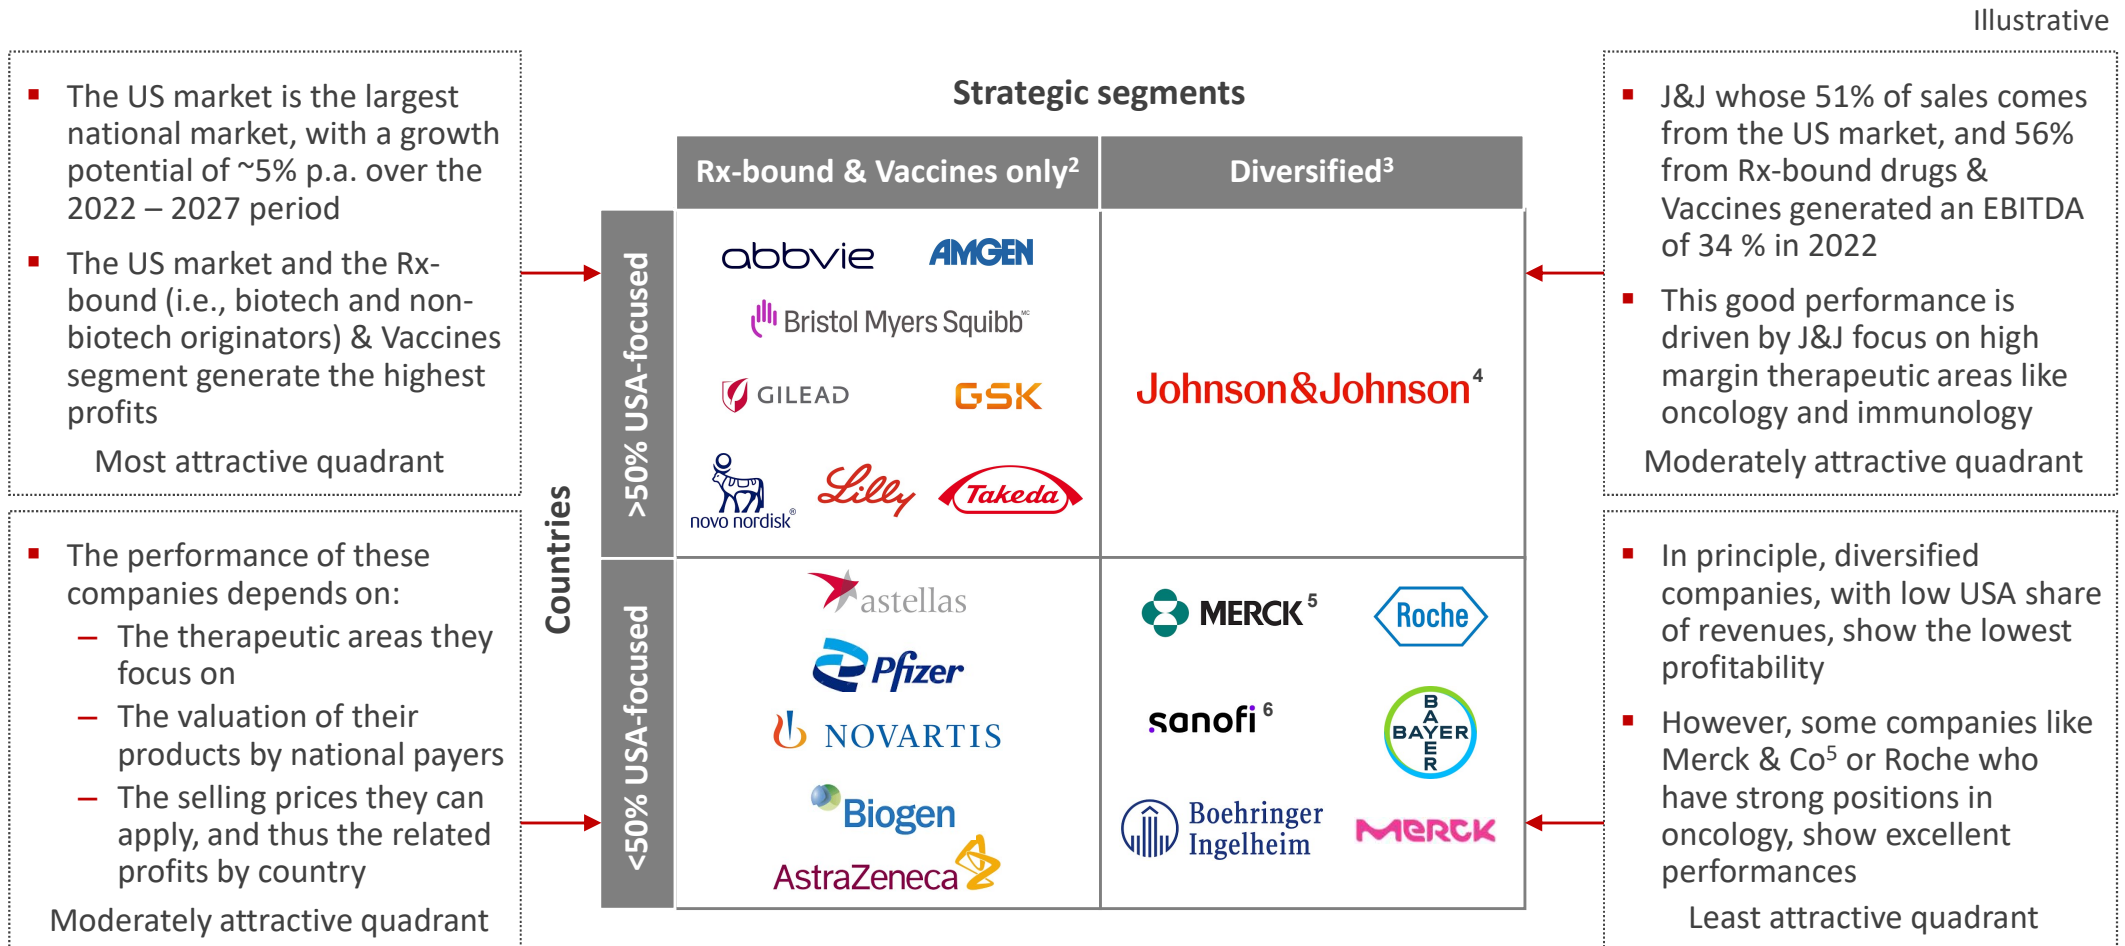 Illustrative
▪ The US market is the largest
national market, with a growth
potential of ~5% p.a. over the
2022 – 2027 period
▪ The US market and the Rx-
bound (i.e., biotech and non-
biotech originators) & Vaccines
segment generate the highest
profits
Most attractive quadrant
▪ The performance of these
companies depends on:
– The therapeutic areas they
focus on
– The valuation of their
products by national payers
– The selling prices they can
apply, and thus the related
profits by country
Moderately attractive quadrant
Strategic segments
Rx-bound & Vaccines only²
Diversified³
Countries
>50% USA-focused
abbvie
AMGEN
Bristol Myers Squibb MC
GILEAD
GSK
novo nordisk®
Lilly
Takeda
Johnson&Johnson⁴
<50% USA-focused
astellas
Pfizer
NOVARTIS
Biogen
AstraZeneca
MERCK⁵
Roche
sanofi⁶
BAYER
BAYER
Boehringer
Ingelheim
MERCK
▪ J&J whose 51% of sales comes
from the US market, and 56%
from Rx-bound drugs &
Vaccines generated an EBITDA
of 34 % in 2022
▪ This good performance is
driven by J&J focus on high
margin therapeutic areas like
oncology and immunology
Moderately attractive quadrant
▪ In principle, diversified
companies, with low USA share
of revenues, show the lowest
profitability
▪ However, some companies like
Merck & Co⁵ or Roche who
have strong positions in
oncology, show excellent
performances
Least attractive quadrant